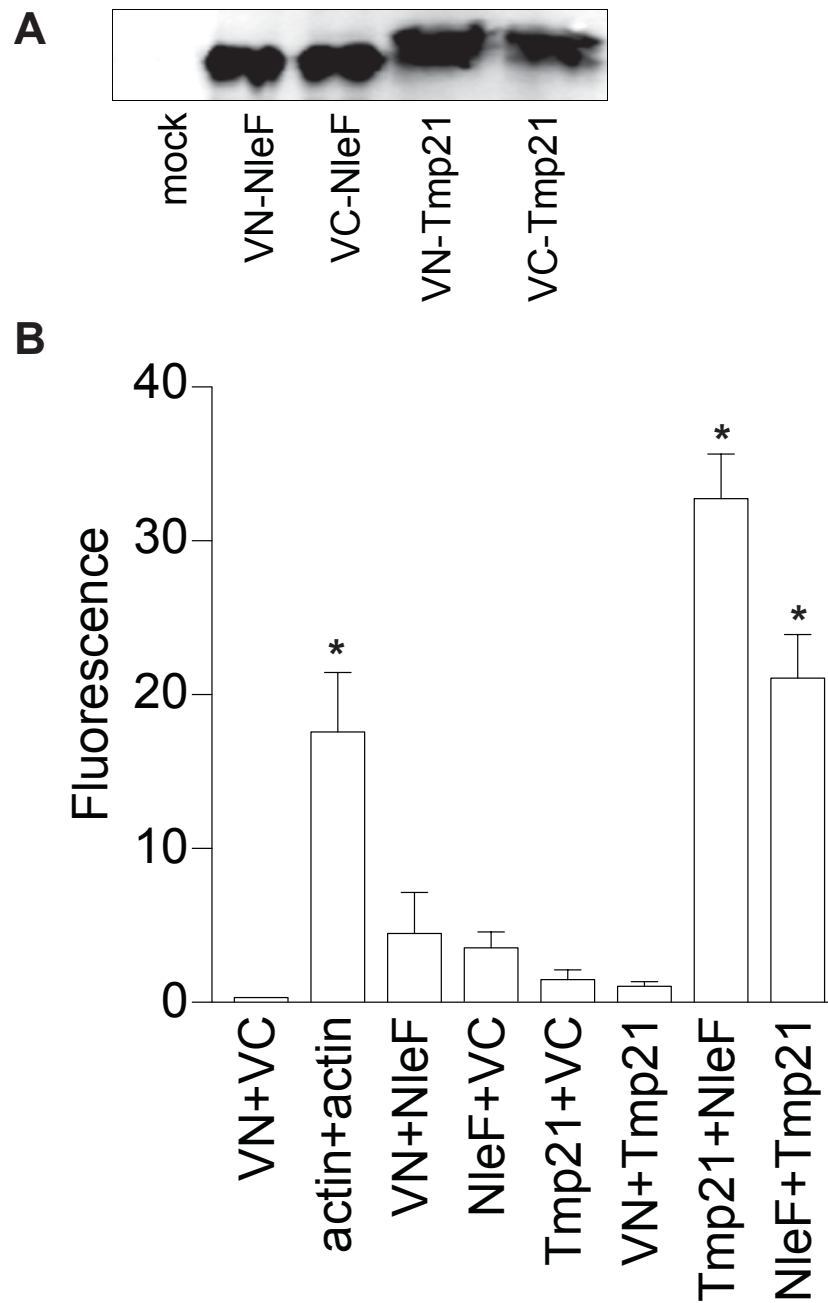 A
mock
VN-NleF
VC-NleF
VN-Tmp21
VC-Tmp21
B
Fluorescence
40
30
20
10
0
*
*
*
VN+VC
actin+actin
VN+NleF
NleF+VC
Tmp21+VC
VN+Tmp21
Tmp21+NleF
NleF+Tmp21